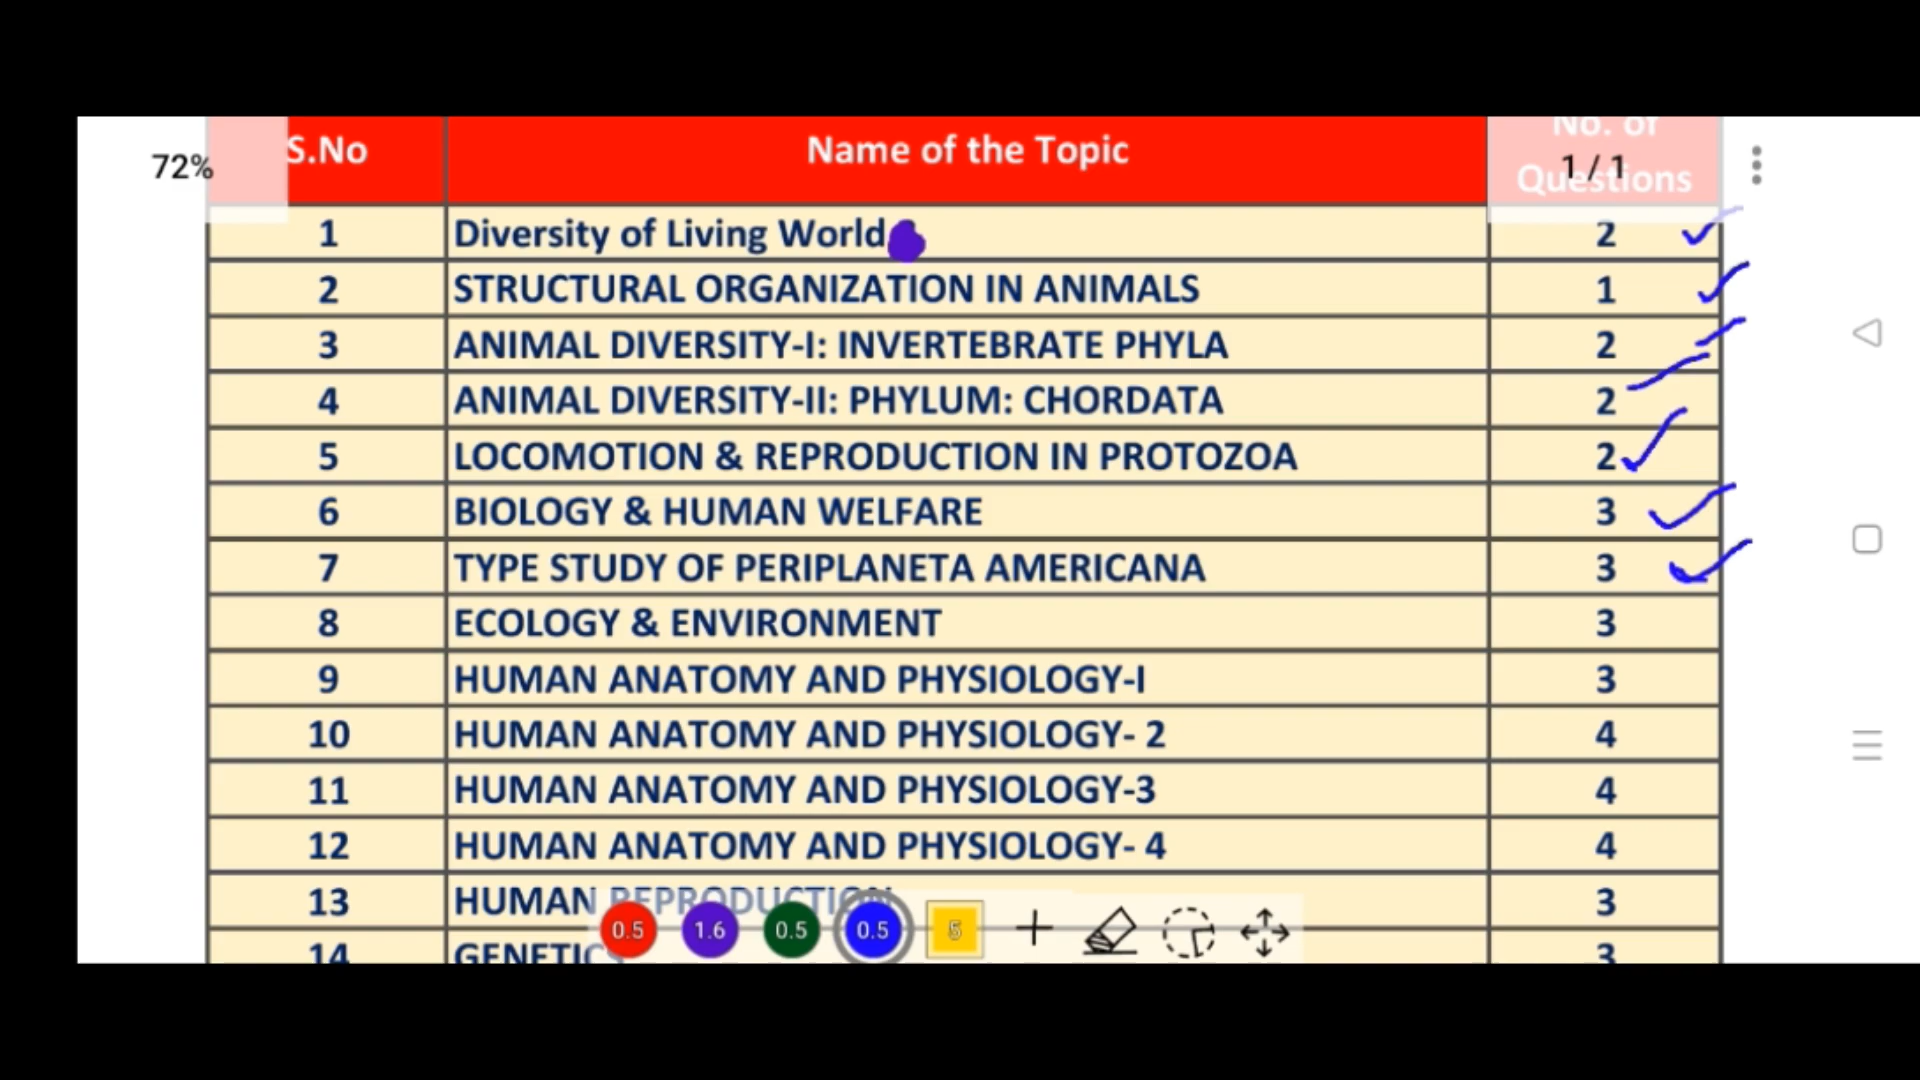 S.No Name of the Topic No. of Questions
72% 1 / 1
1 Diversity of Living World 2
2 STRUCTURAL ORGANIZATION IN ANIMALS 1
3 ANIMAL DIVERSITY-I: INVERTEBRATE PHYLA 2
4 ANIMAL DIVERSITY-II: PHYLUM: CHORDATA 2
5 LOCOMOTION & REPRODUCTION IN PROTOZOA 2
6 BIOLOGY & HUMAN WELFARE 3
7 TYPE STUDY OF PERIPLANETA AMERICANA 3
8 ECOLOGY & ENVIRONMENT 3
9 HUMAN ANATOMY AND PHYSIOLOGY-I 3
10 HUMAN ANATOMY AND PHYSIOLOGY- 2 4
11 HUMAN ANATOMY AND PHYSIOLOGY-3 4
12 HUMAN ANATOMY AND PHYSIOLOGY- 4 4
13 HUMAN REPRODUCTION 3
0.5 1.6 0.5 0.5 5
14 GENETICS 3